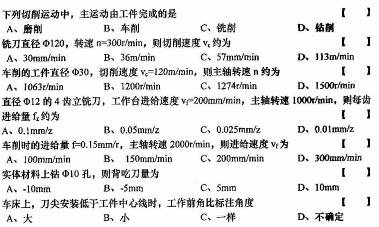 下列切削运动中，主运动由工件完成的是 【 】
A、磨削 B、车削 C、铣削 D、钻削
铣刀直径Φ120，转速n=300r/min，则切削速度vc约为 【 】
A、30mm/min B、36m/min C、57mm/min D、113m/min
车削的工件直径Φ30，切削速度vc=120m/min，则主轴转速n约为 【 】
A、1063r/min B、1200r/min C、1274r/min D、1500r/min
直径Φ12的4齿立铣刀，工作台进给速度vf=200mm/min，主轴转速1000r/min，则每齿
进给量fz约为 【 】
A、0.1mm/z B、0.05mm/z C、0.025mm/z D、0.01mm/z
车削时的进给量f=0.15mm/r，主轴转速2000r/min，则进给速度vf为 【 】
A、100mm/min B、150mm/min C、200mm/min D、300mm/min
实体材料上钻Φ10孔，则背吃刀量为 【 】
A、-10mm B、-5mm C、5mm D、10mm
车床上，刀尖安装低于工件中心线时，工作前角比标注角度 【 】
A、大 B、小 C、一样 D、不确定